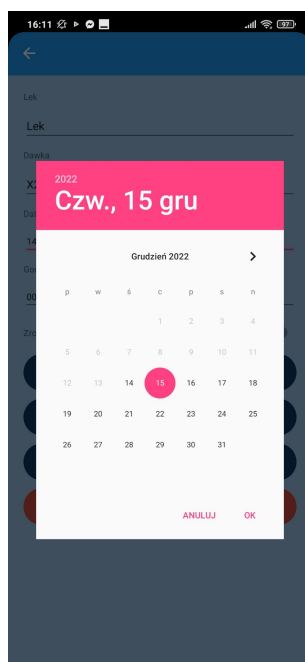 16:11
97
Lek
Lek
Dawka
2022
Czw., 15 gru
Grudzień 2022
p w ś c p s n
1 2 3 4
5 6 7 8 9 10 11
12 13 14 15 16 17 18
19 20 21 22 23 24 25
26 27 28 29 30 31
ANULUJ OK